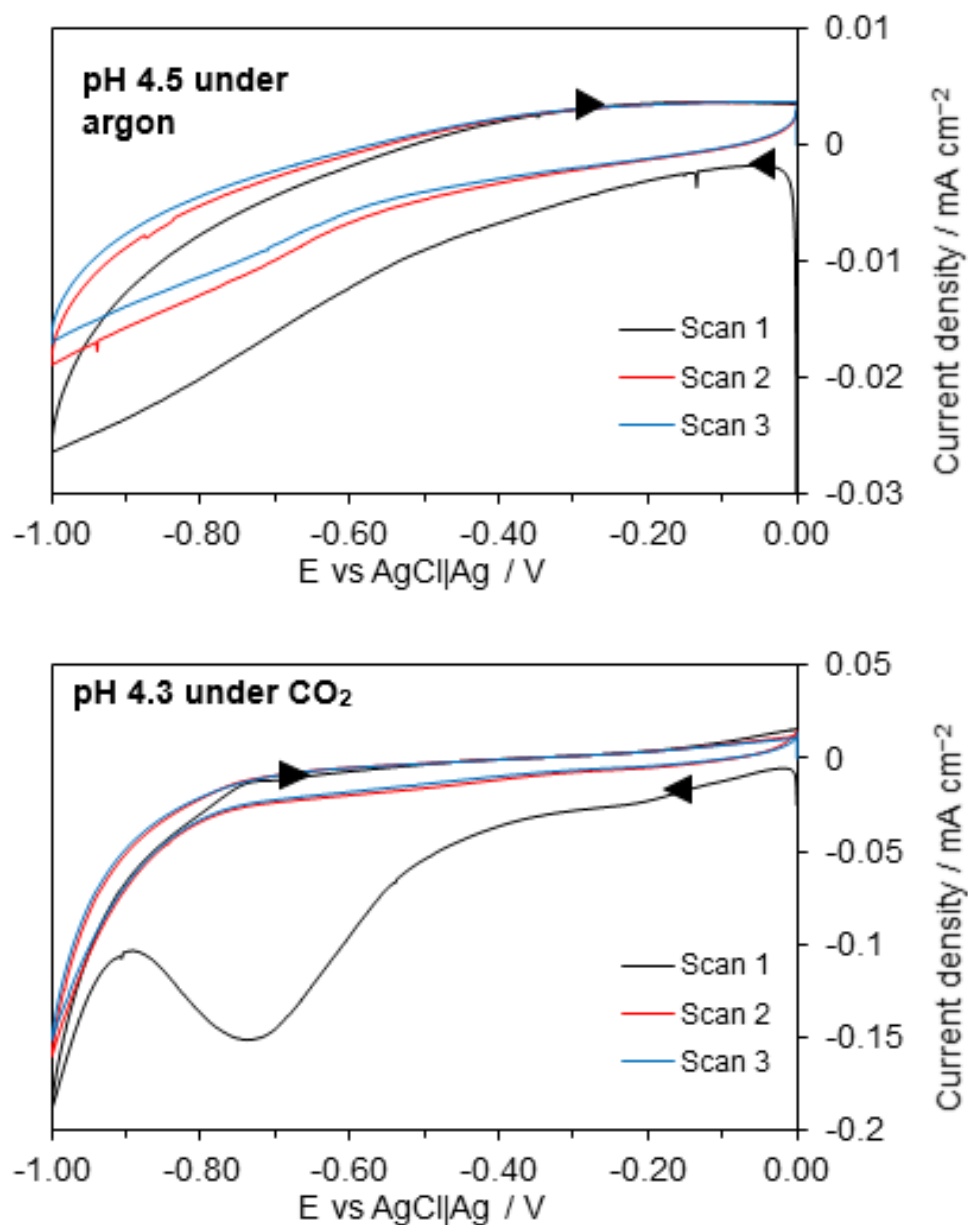 0.01
pH 4.5 under
argon
0
-0.01
Scan 1
Scan 2
-0.02
Scan 3
-0.03
-1.00 -0.80 -0.60 -0.40 -0.20 0.00
E vs AgCl|Ag / V
Current density / mA cm⁻²
0.05
pH 4.3 under CO₂
0
-0.05
-0.1
Scan 1
Scan 2
-0.15
Scan 3
-0.2
-1.00 -0.80 -0.60 -0.40 -0.20 0.00
E vs AgCl|Ag / V
Current density / mA cm⁻²